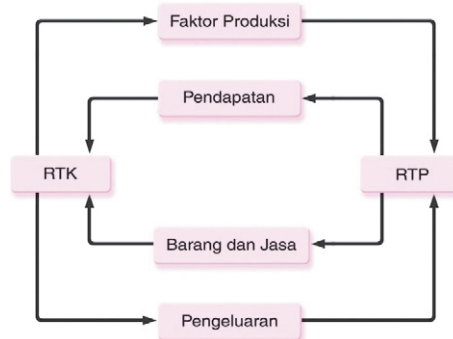 Faktor Produksi
Pendapatan
RTK
RTP
Barang dan Jasa
Pengeluaran